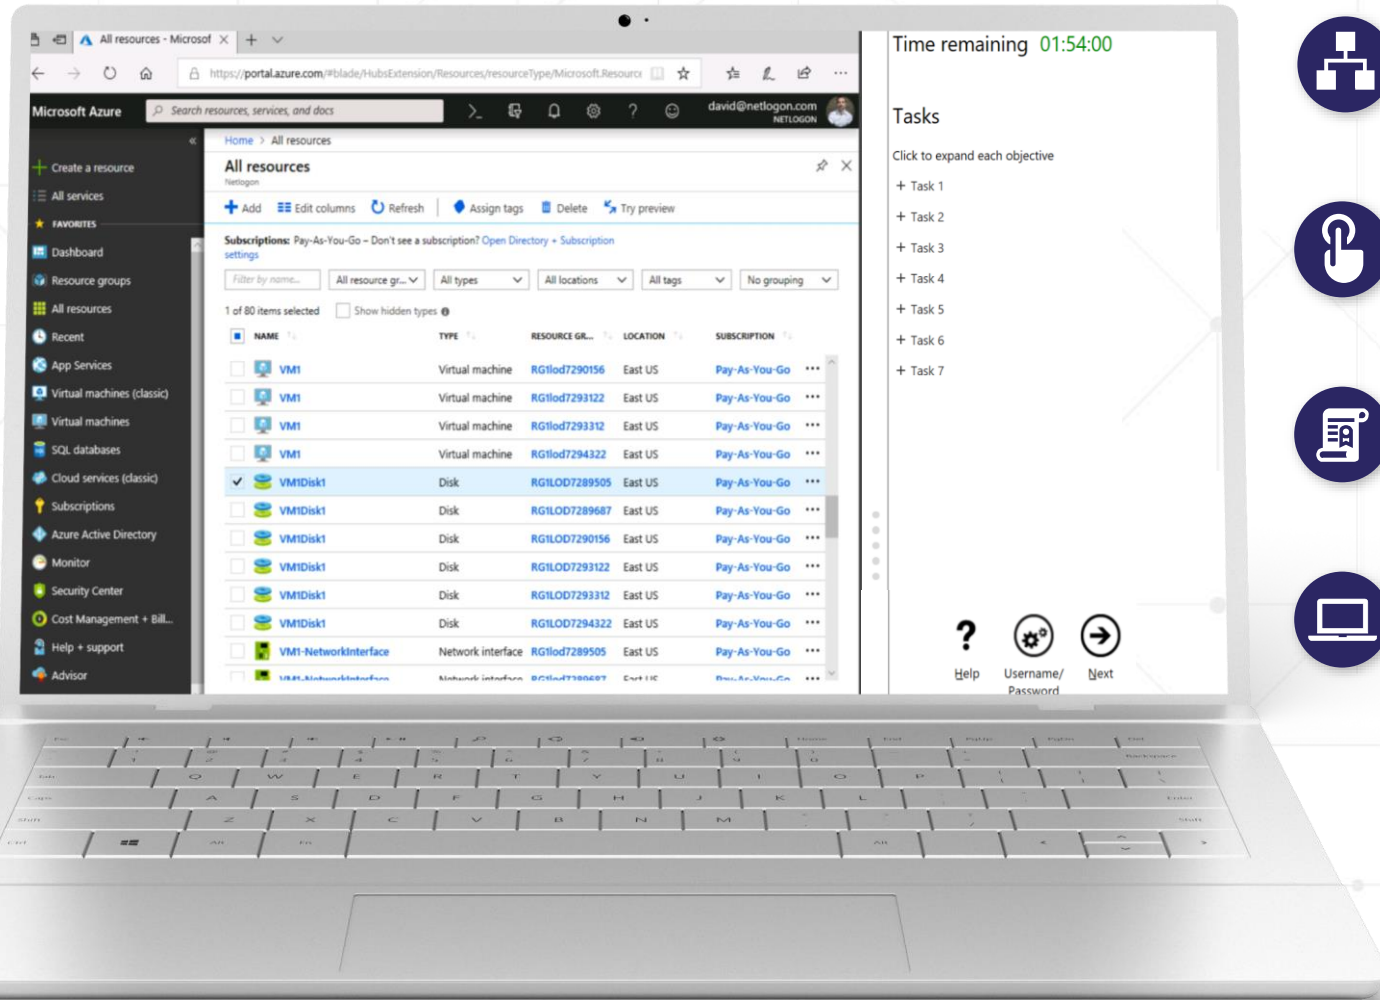 All resources - Microsof
https://portal.azure.com/#blade/HubsExtension/Resources/resourceType/Microsoft.Resourc
Microsoft Azure
Search resources, services, and docs
david@netlogon.com
NETLOGON
Create a resource
All services
FAVORITES
Dashboard
Resource groups
All resources
Recent
App Services
Virtual machines (classic)
Virtual machines
SQL databases
Cloud services (classic)
Subscriptions
Azure Active Directory
Monitor
Security Center
Cost Management + Bill...
Help + support
Advisor
Home > All resources
All resources
Netlogon
Add Edit columns Refresh Assign tags Delete Try preview
Subscriptions: Pay-As-You-Go – Don't see a subscription? Open Directory + Subscription
settings
Filter by name... All resource gr... All types All locations All tags No grouping
1 of 80 items selected Show hidden types
NAME TYPE RESOURCE GR... LOCATION SUBSCRIPTION
VM1 Virtual machine RG1lod7290156 East US Pay-As-You-Go
VM1 Virtual machine RG1lod7293122 East US Pay-As-You-Go
VM1 Virtual machine RG1lod7293312 East US Pay-As-You-Go
VM1 Virtual machine RG1lod7294322 East US Pay-As-You-Go
VM1Disk1 Disk RG1LOD7289505 East US Pay-As-You-Go
VM1Disk1 Disk RG1LOD7289687 East US Pay-As-You-Go
VM1Disk1 Disk RG1LOD7290156 East US Pay-As-You-Go
VM1Disk1 Disk RG1LOD7293122 East US Pay-As-You-Go
VM1Disk1 Disk RG1LOD7293312 East US Pay-As-You-Go
VM1Disk1 Disk RG1LOD7294322 East US Pay-As-You-Go
VM1-NetworkInterface Network interface RG1lod7289505 East US Pay-As-You-Go
VM1-NetworkInterface Network interface RG1lod7289687 East US Pay-As-You-Go
Time remaining 01:54:00
Tasks
Click to expand each objective
+ Task 1
+ Task 2
+ Task 3
+ Task 4
+ Task 5
+ Task 6
+ Task 7
Help
Username/
Password
Next
Q W E R T Y U I O P
A S D F G H J K L
Z X C V B N M